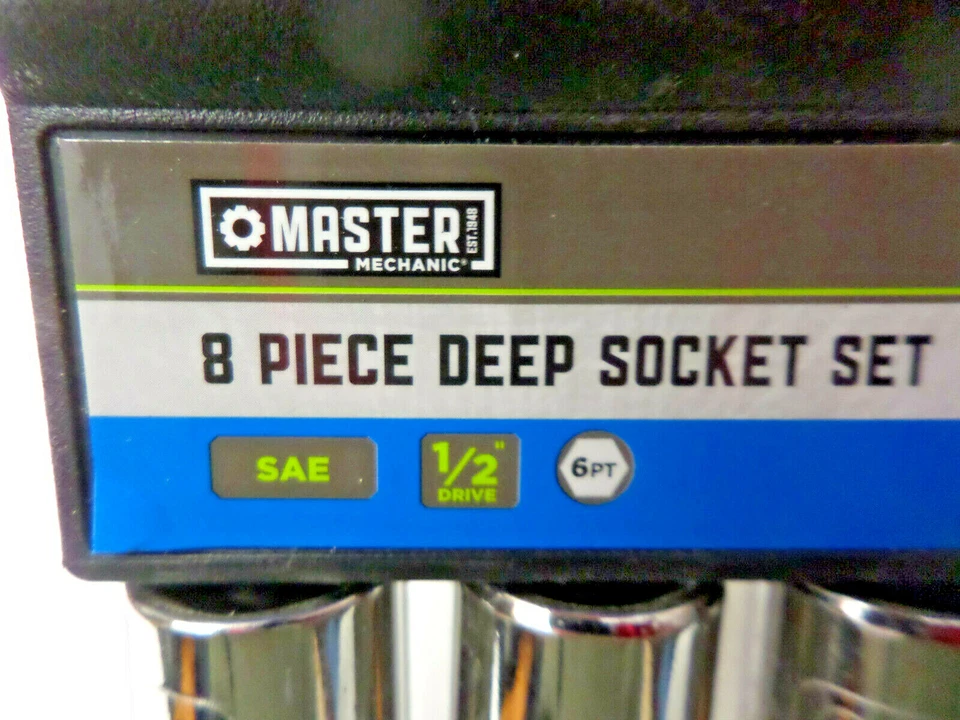 MASTER
EST.1948
MECHANIC®
8 PIECE DEEP SOCKET SET
SAE
1/2"
DRIVE
6PT